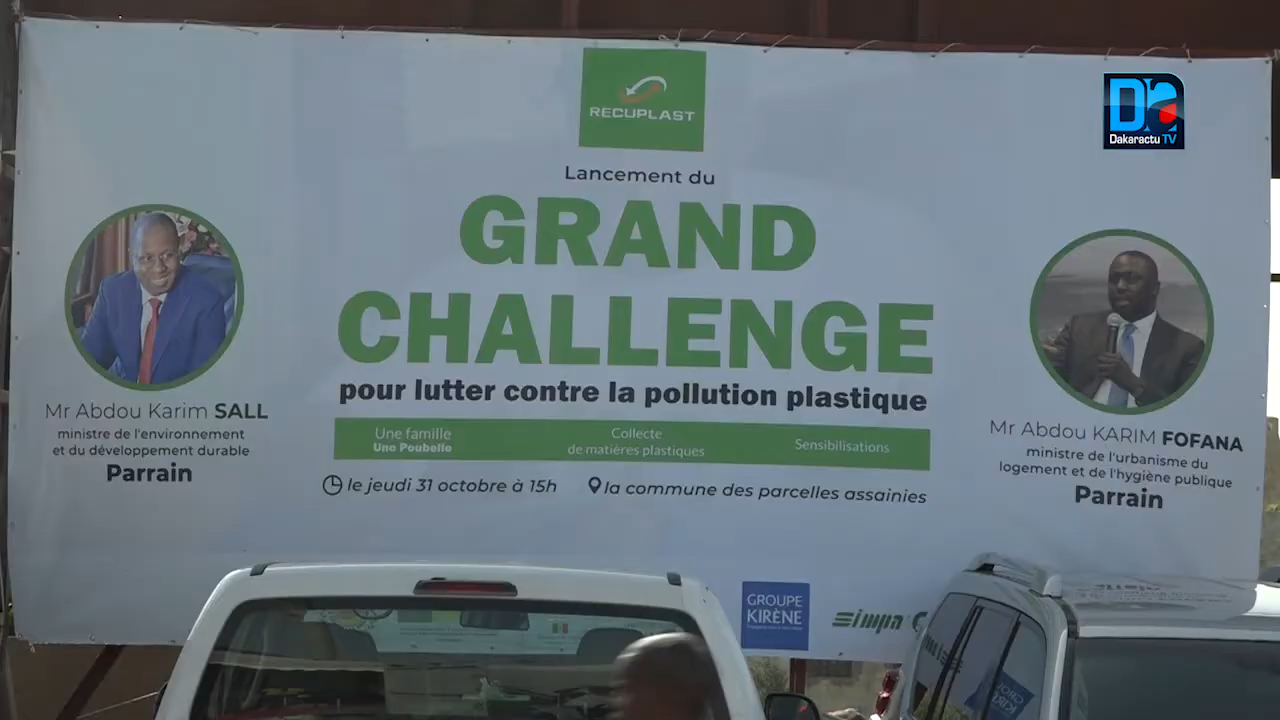 Dakaractu TV
RECUPLAST
Lancement du
GRAND
CHALLENGE
pour lutter contre la pollution plastique
Une famille
Une Poubelle
Collecte
de matières plastiques
Sensibilisations
le jeudi 31 octobre à 15h
la commune des parcelles assainies
Mr Abdou Karim SALL
ministre de l'environnement
et du développement durable
Parrain
Mr Abdou KARIM FOFANA
ministre de l'urbanisme du
logement et de l'hygiène publique
Parrain
GROUPE
KIRÈNE
simpa